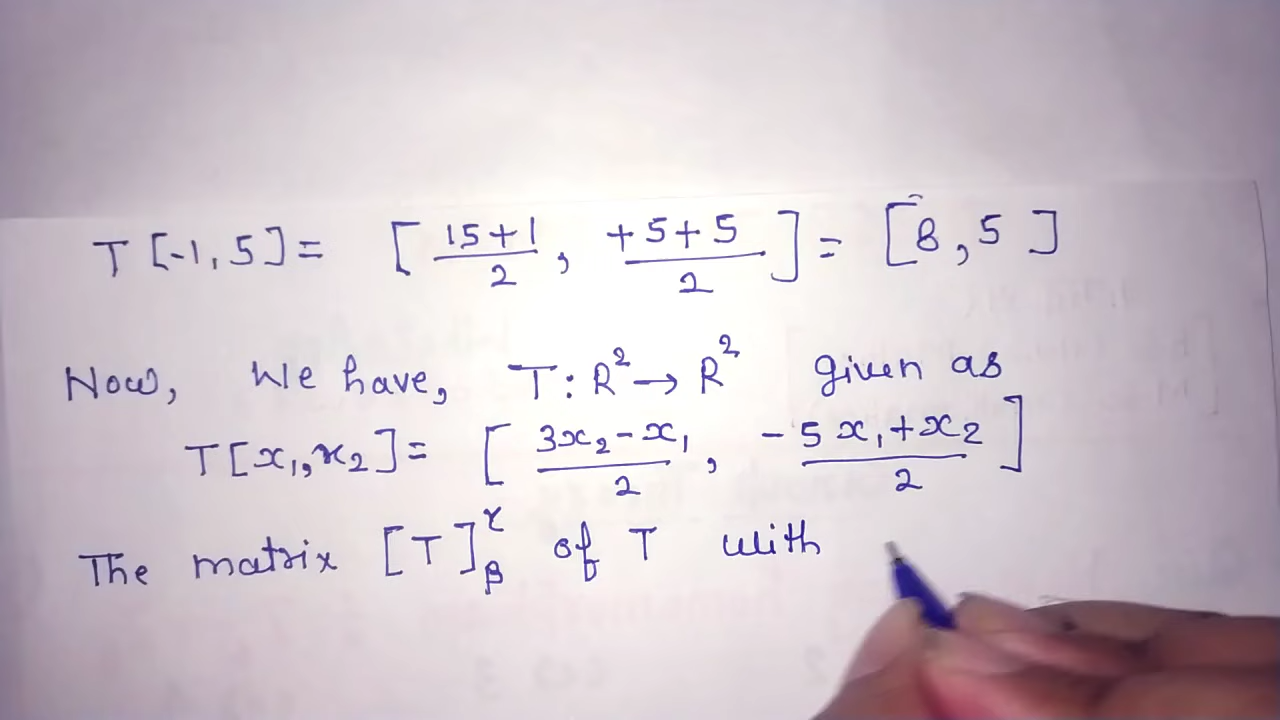 T [-1, 5] = [ (15+1)/2 , (+5+5)/2 ] = [8, 5]
Now, We have, T : R² → R² given as
T[x₁, x₂] = [ (3x₂ - x₁)/2 , (-5x₁ + x₂)/2 ]
The matrix [T]ᵞᵦ of T with